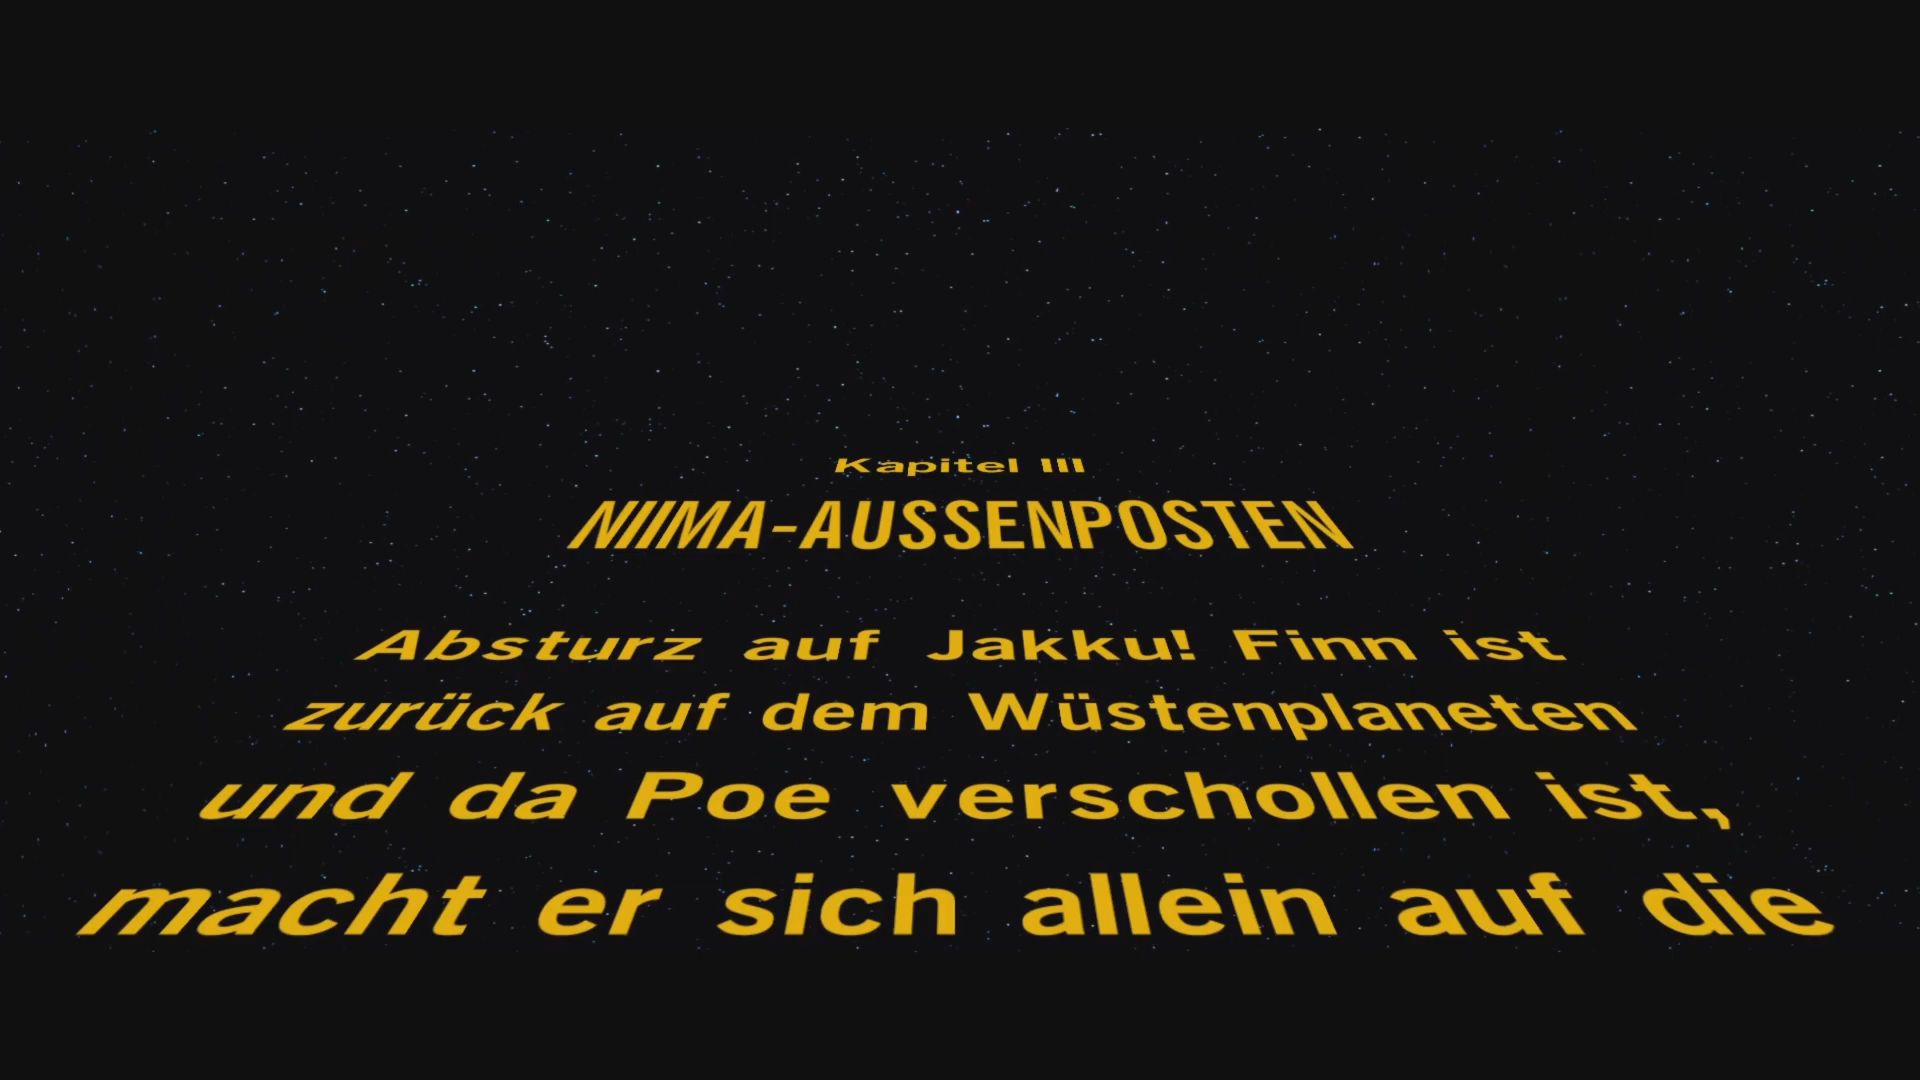 Kapitel III
NIIMA-AUSSENPOSTEN
Absturz auf Jakku! Finn ist
zurück auf dem Wüstenplaneten
und da Poe verschollen ist,
macht er sich allein auf die